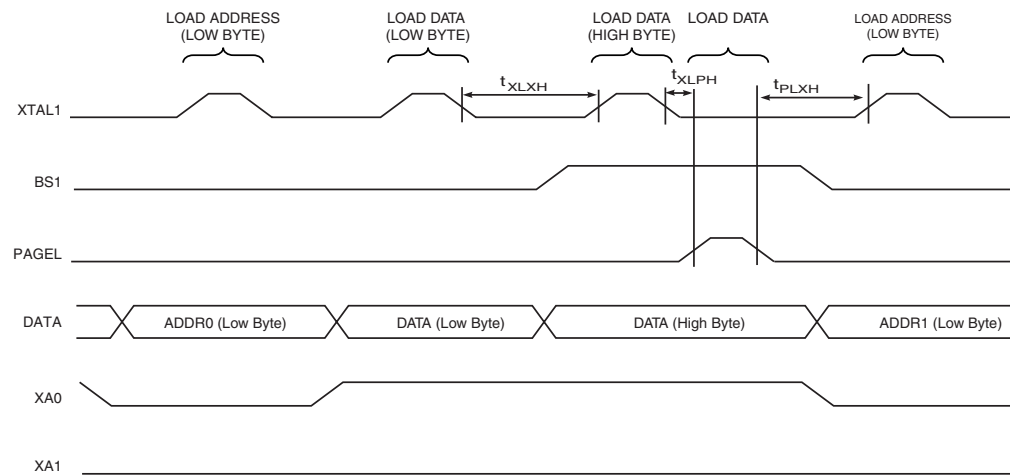 LOAD ADDRESS
(LOW BYTE)
LOAD DATA
(LOW BYTE)
LOAD DATA
(HIGH BYTE)
LOAD DATA
LOAD ADDRESS
(LOW BYTE)
tXLXH
tXLPH
tPLXH
XTAL1
BS1
PAGEL
DATA
ADDR0 (Low Byte)
DATA (Low Byte)
DATA (High Byte)
ADDR1 (Low Byte)
XA0
XA1